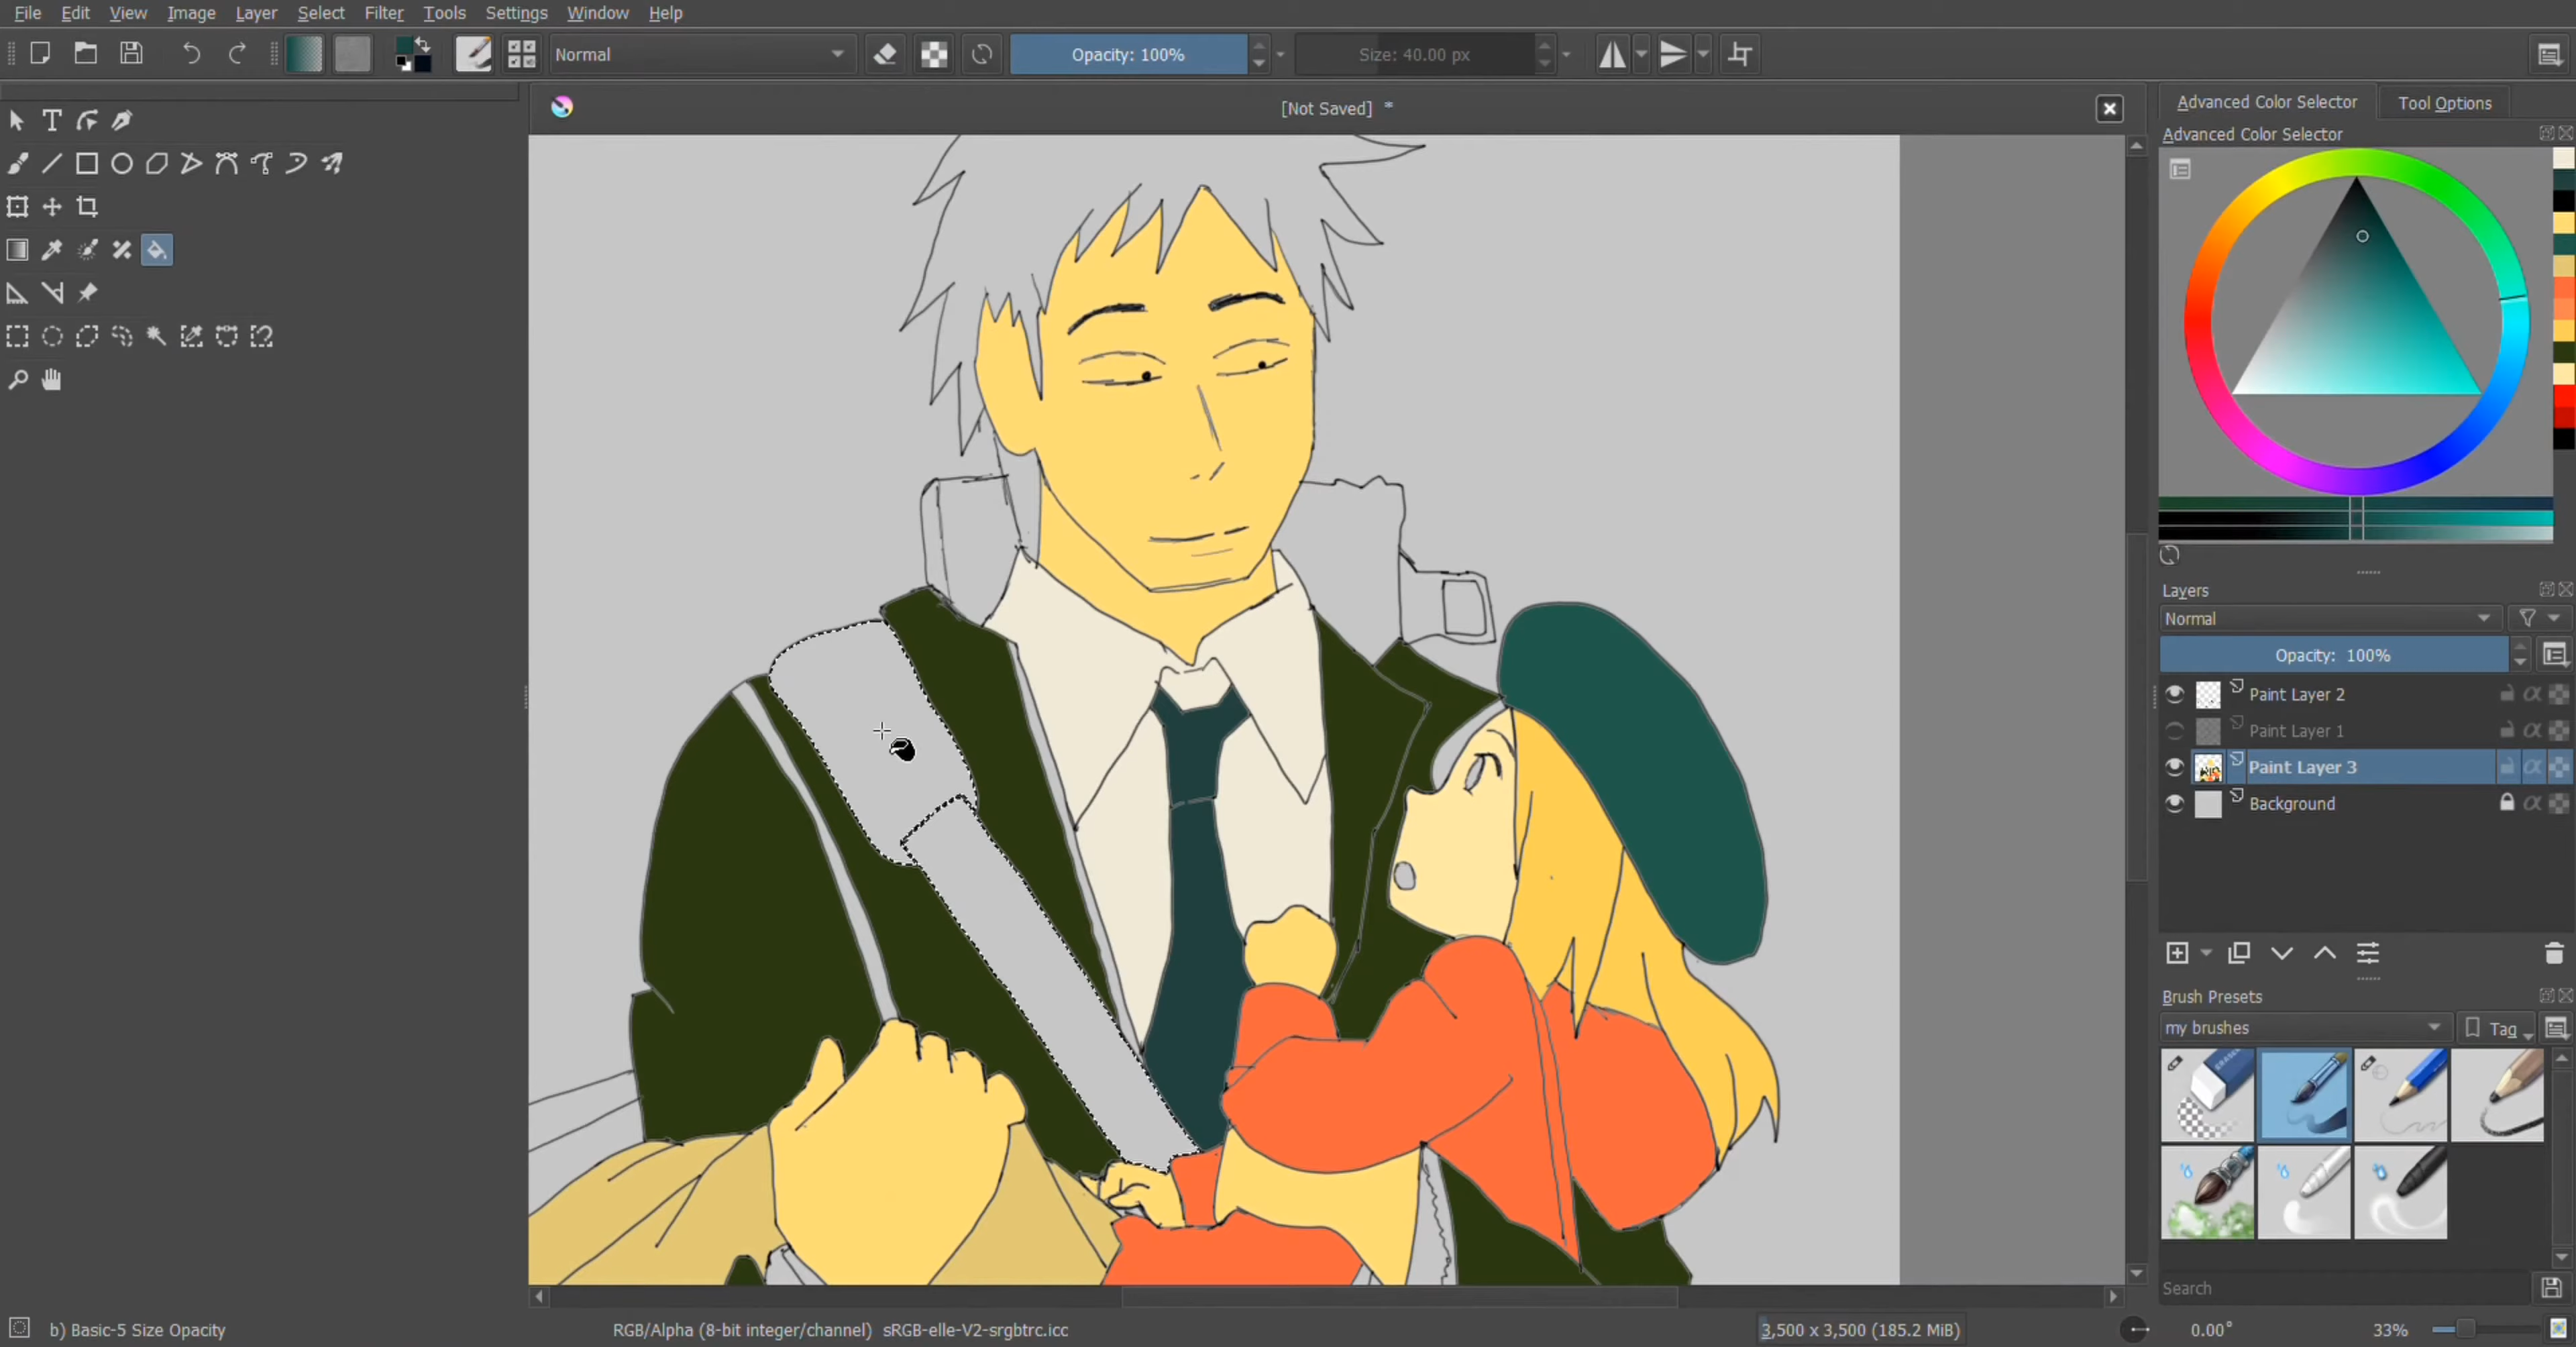 File Edit View Image Layer Select Filter Tools Settings Window Help
Normal
Opacity: 100%
Size: 40.00 px
[Not Saved] *
Advanced Color Selector
Tool Options
Advanced Color Selector
Layers
Normal
Opacity: 100%
Paint Layer 2
Paint Layer 1
Paint Layer 3
Background
Brush Presets
my brushes
Tag
Search
b) Basic-5 Size Opacity
RGB/Alpha (8-bit integer/channel) sRGB-elle-V2-srgbtrc.icc
3,500 x 3,500 (185.2 MiB)
0.00°
33%